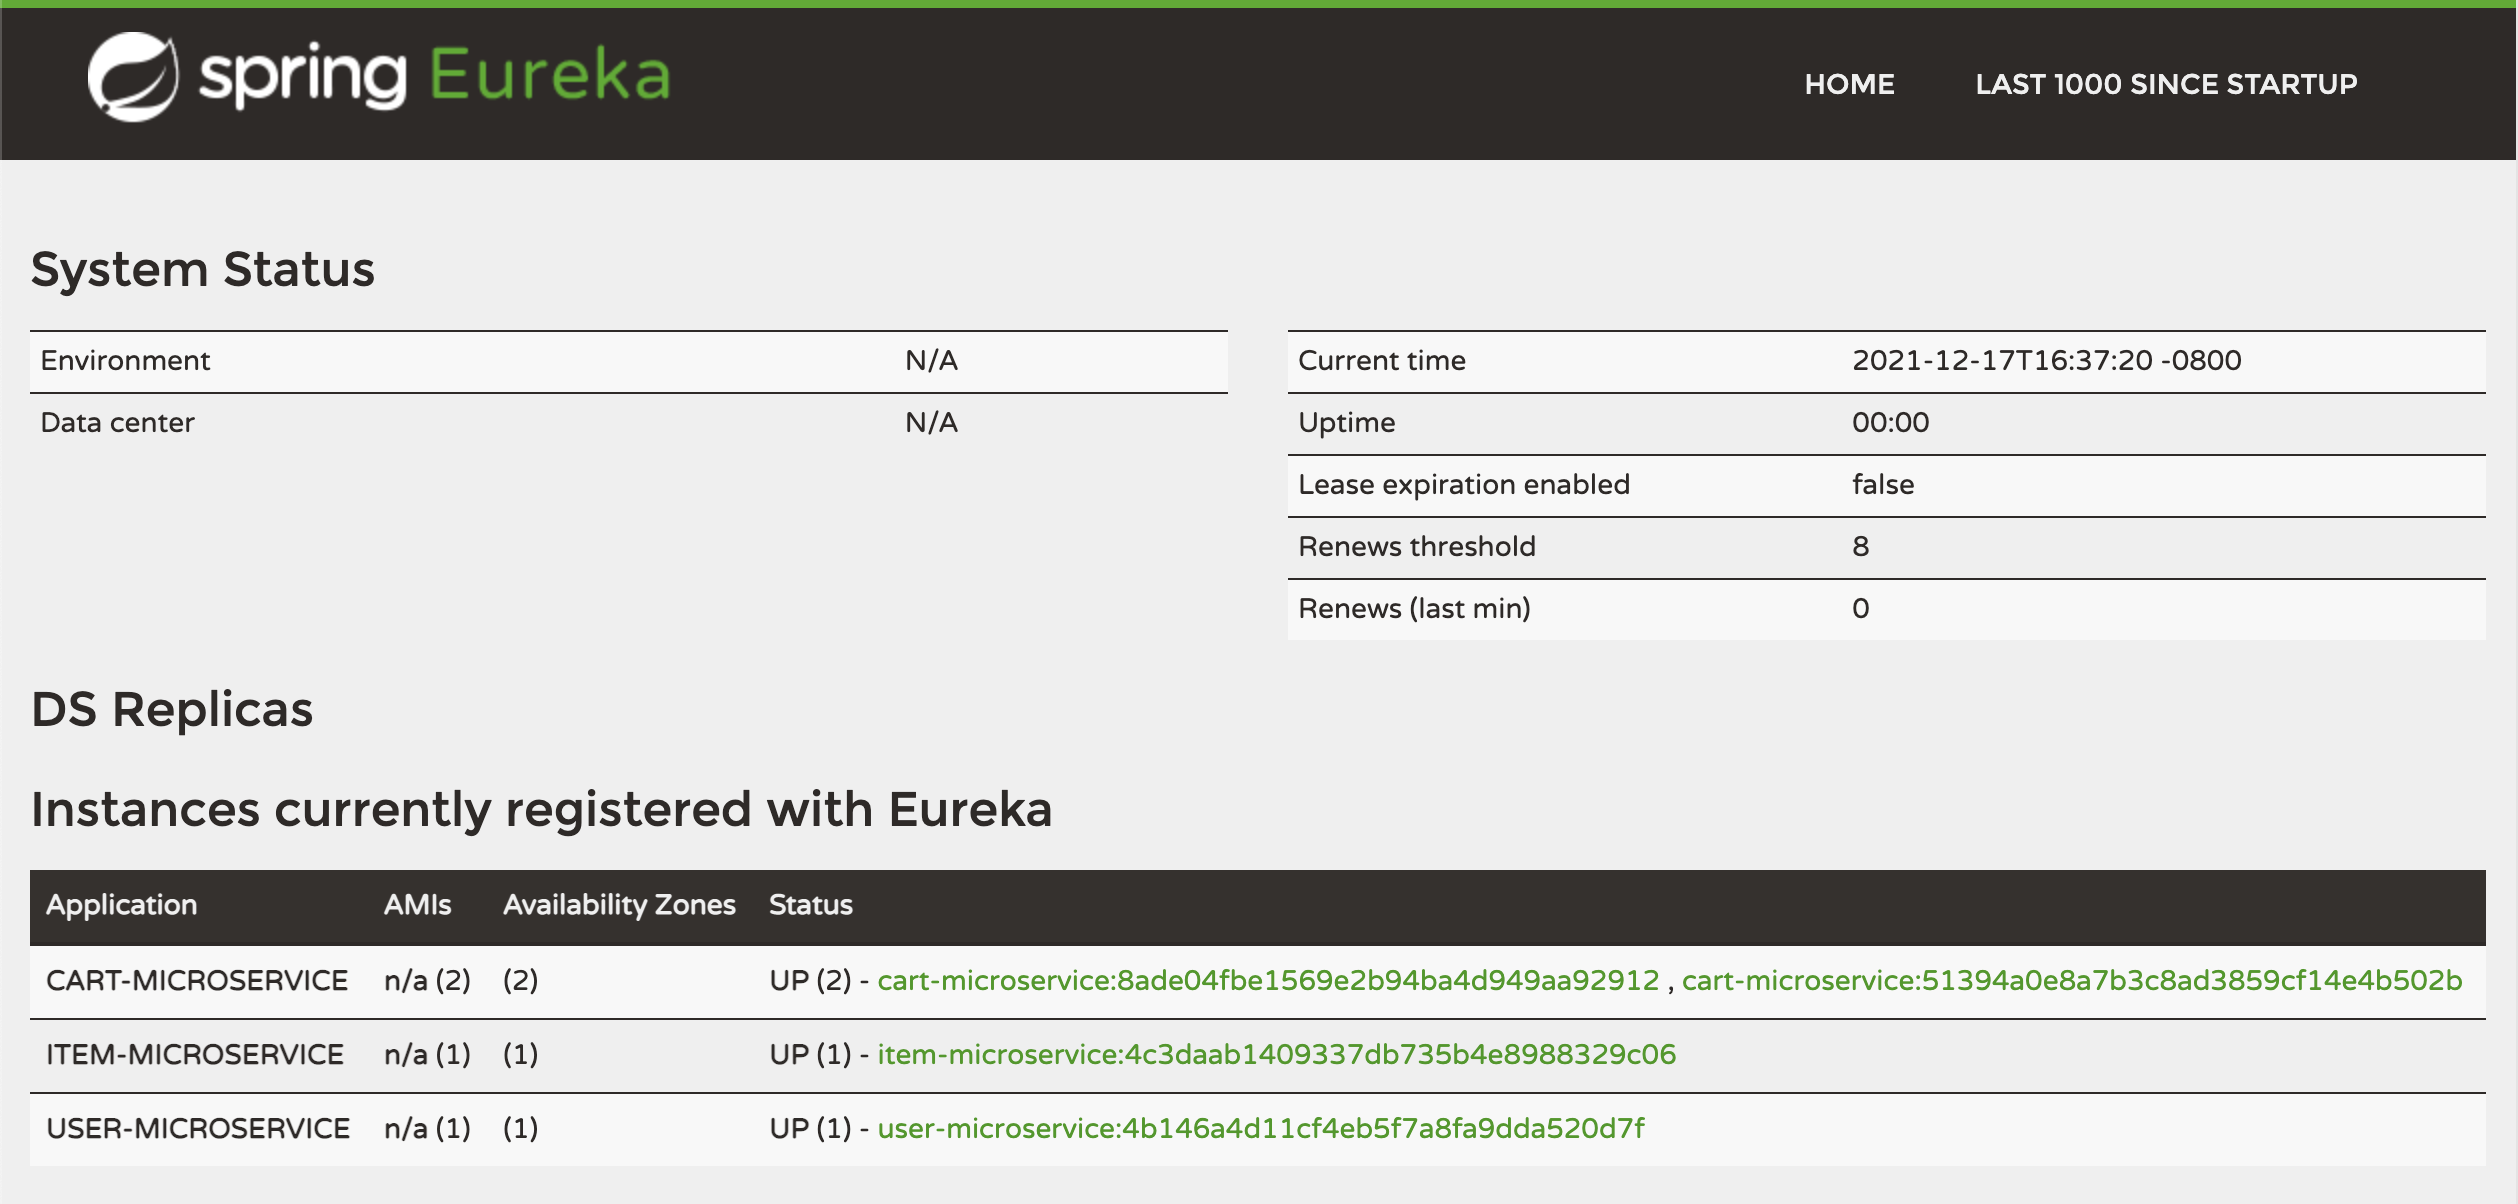 spring Eureka
HOME LAST 1000 SINCE STARTUP
System Status
Environment N/A
Data center N/A
Current time 2021-12-17T16:37:20 -0800
Uptime 00:00
Lease expiration enabled false
Renews threshold 8
Renews (last min) 0
DS Replicas
Instances currently registered with Eureka
Application AMIs Availability Zones Status
CART-MICROSERVICE n/a (2) (2) UP (2) - cart-microservice:8ade04fbe1569e2b94ba4d949aa92912 , cart-microservice:51394a0e8a7b3c8ad3859cf14e4b502b
ITEM-MICROSERVICE n/a (1) (1) UP (1) - item-microservice:4c3daab1409337db735b4e8988329c06
USER-MICROSERVICE n/a (1) (1) UP (1) - user-microservice:4b146a4d11cf4eb5f7a8fa9dda520d7f